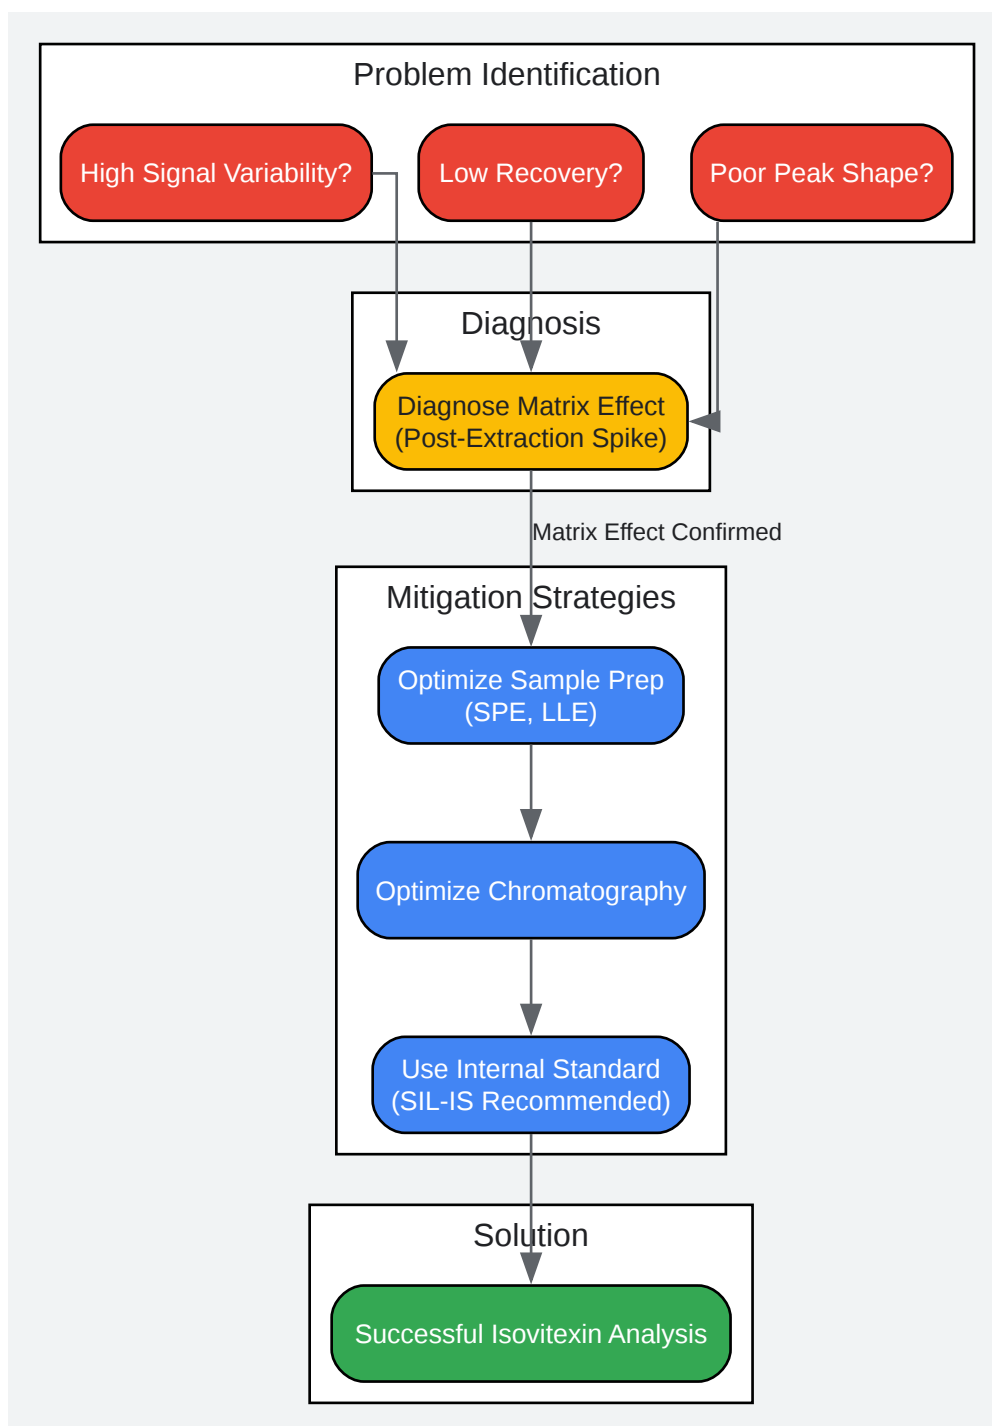 Problem Identification
High Signal Variability?
Low Recovery?
Poor Peak Shape?
Diagnosis
Diagnose Matrix Effect
(Post-Extraction Spike)
Matrix Effect Confirmed
Mitigation Strategies
Optimize Sample Prep
(SPE, LLE)
Optimize Chromatography
Use Internal Standard
(SIL-IS Recommended)
Solution
Successful Isovitexin Analysis